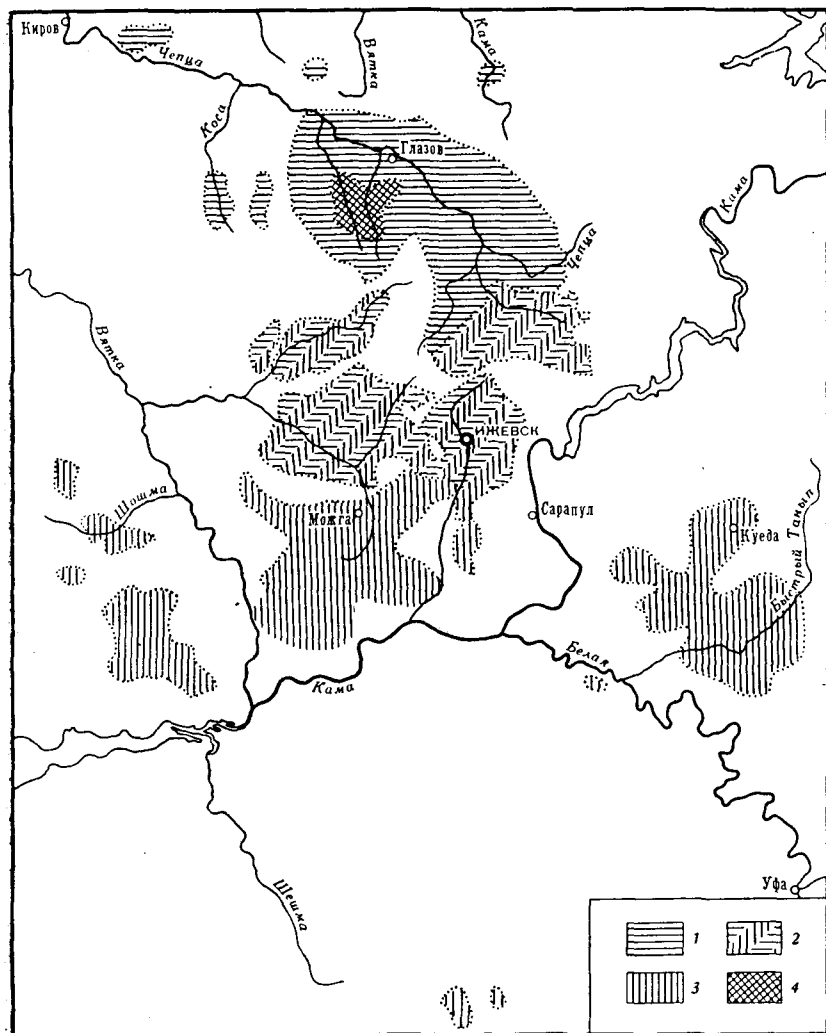 Киров
Чепца
Вятка
Кама
Коса
Глазов
Чепца
Кама
Вятка
ИЖЕВСК
Шошма
Можга
Сарапул
Куеда
Быстрый Танып
Белая
Кама
Шешма
Уфа
1
2
3
4